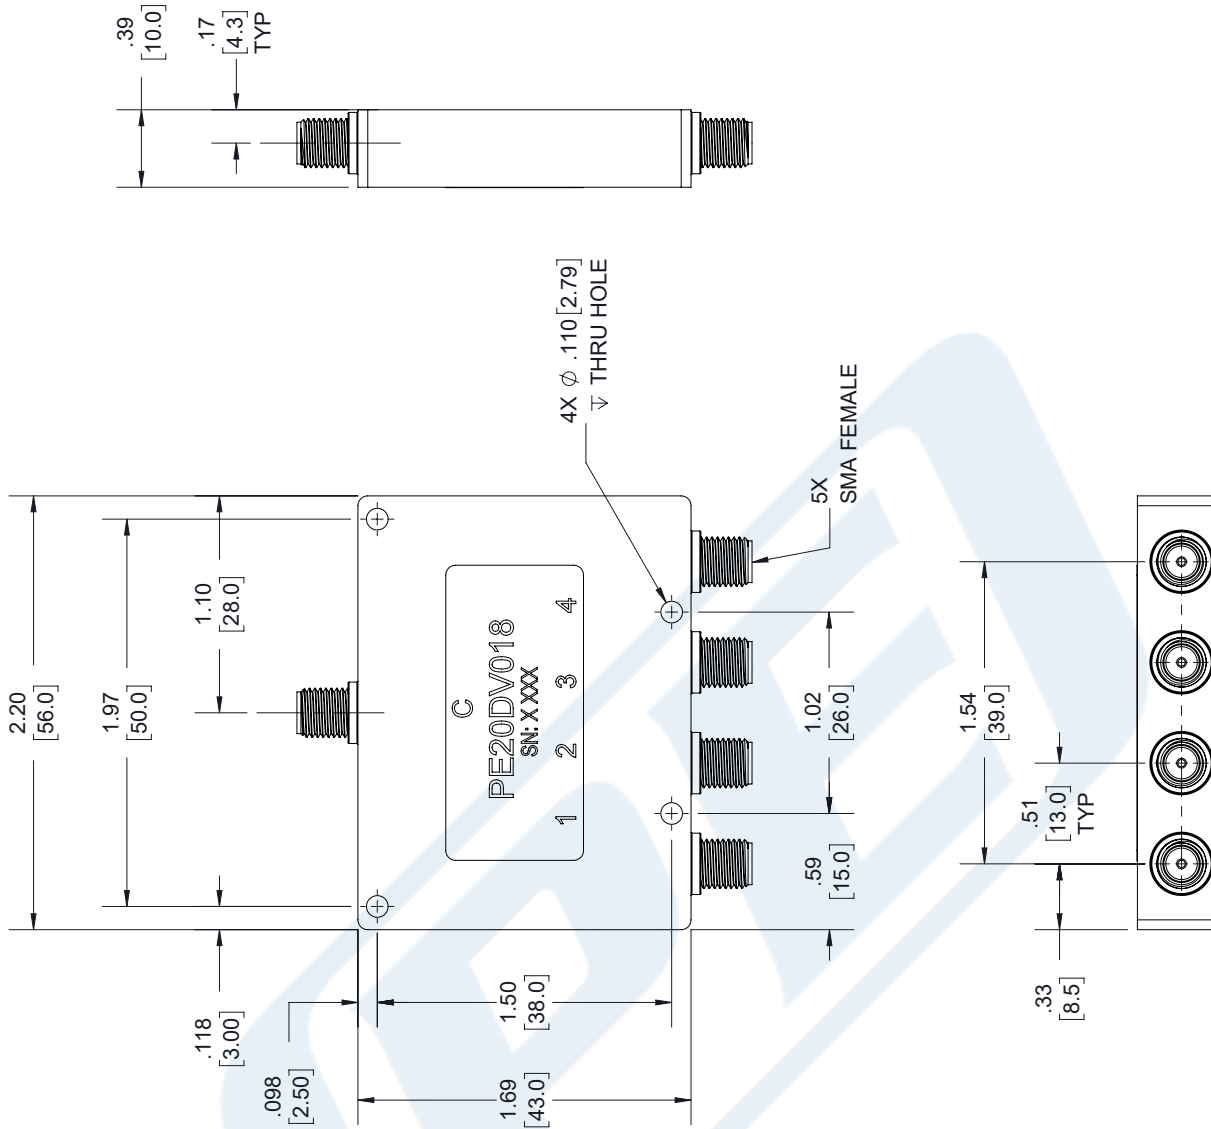 .39
[10.0]
.17
[4.3]
TYP
2.20
[56.0]
1.97
[50.0]
1.10
[28.0]
.118
[3.00]
.098
[2.50]
4X ⌀ .110 [2.79]
↧ THRU HOLE
5X
SMA FEMALE
C
PE20DV018
SN: XXXX
1 2 3 4
1.02
[26.0]
.59
[15.0]
1.50
[38.0]
1.69
[43.0]
1.54
[39.0]
.51
[13.0]
TYP
.33
[8.5]
PE